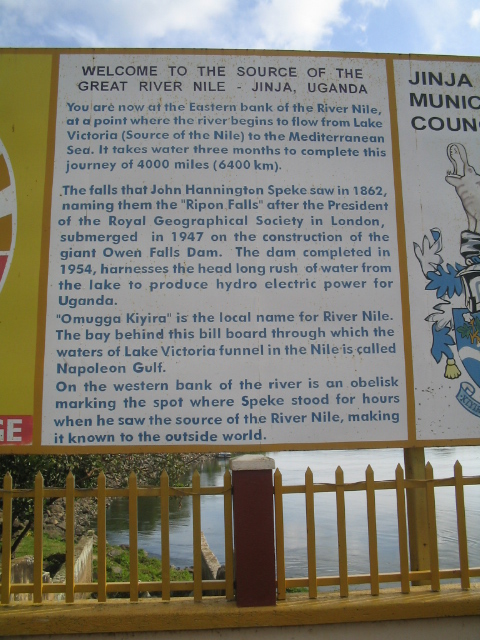 WELCOME TO THE SOURCE OF THE
GREAT RIVER NILE - JINJA, UGANDA
You are now at the Eastern bank of the River Nile,
at a point where the river begins to flow from Lake
Victoria (Source of the Nile) to the Mediterranean
Sea. It takes water three months to complete this
journey of 4000 miles (6400 km).
The falls that John Hannington Speke saw in 1862,
naming them the "Ripon Falls" after the President
of the Royal Geographical Society in London,
submerged in 1947 on the construction of the
giant Owen Falls Dam. The dam completed in
1954, harnesses the head long rush of water from
the lake to produce hydro electric power for
Uganda.
"Omugga Kiyira" is the local name for River Nile.
The bay behind this bill board through which the
waters of Lake Victoria funnel in the Nile is called
Napoleon Gulf.
On the western bank of the river is an obelisk
marking the spot where Speke stood for hours
when he saw the source of the River Nile, making
it known to the outside world.
JINJA
MUNIC
COUN
GE